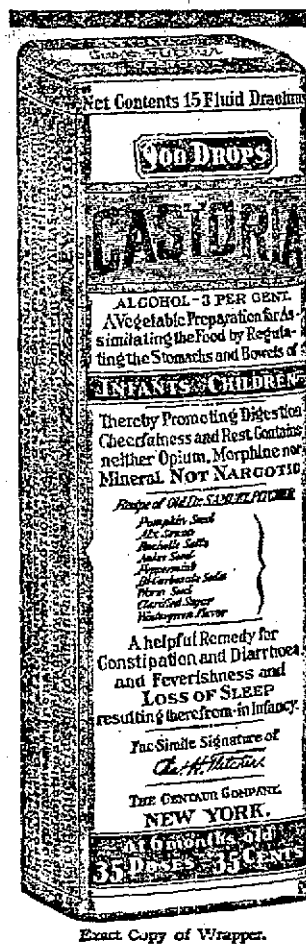 Net Contents 15 Fluid Drachm
900 DROPS
CASTORIA
ALCOHOL-3 PER CENT.
A Vegetable Preparation for As-
similating the Food by Regula-
ting the Stomachs and Bowels of
INFANTS CHILDREN
Thereby Promoting Digestion
Cheerfulness and Rest. Contains
neither Opium, Morphine nor
Mineral. NOT NARCOTIC
Recipe of Old Dr. SAMUEL PITCHER
Pumpkin Seed
Alx. Senna
Rochelle Salts
Anise Seed
Peppermint
Bi-Carbonate Soda
Worm Seed
Clarified Sugar
Wintergreen Flavor
A helpful Remedy for
Constipation and Diarrhoea
and Feverishness and
LOSS OF SLEEP
resulting therefrom-in Infancy.
Fac-Simile Signature of
Chas. H. Fletcher.
THE CENTAUR COMPANY.
NEW YORK.
At 6 months old
35 DOSES 35 CENTS
Exact Copy of Wrapper.